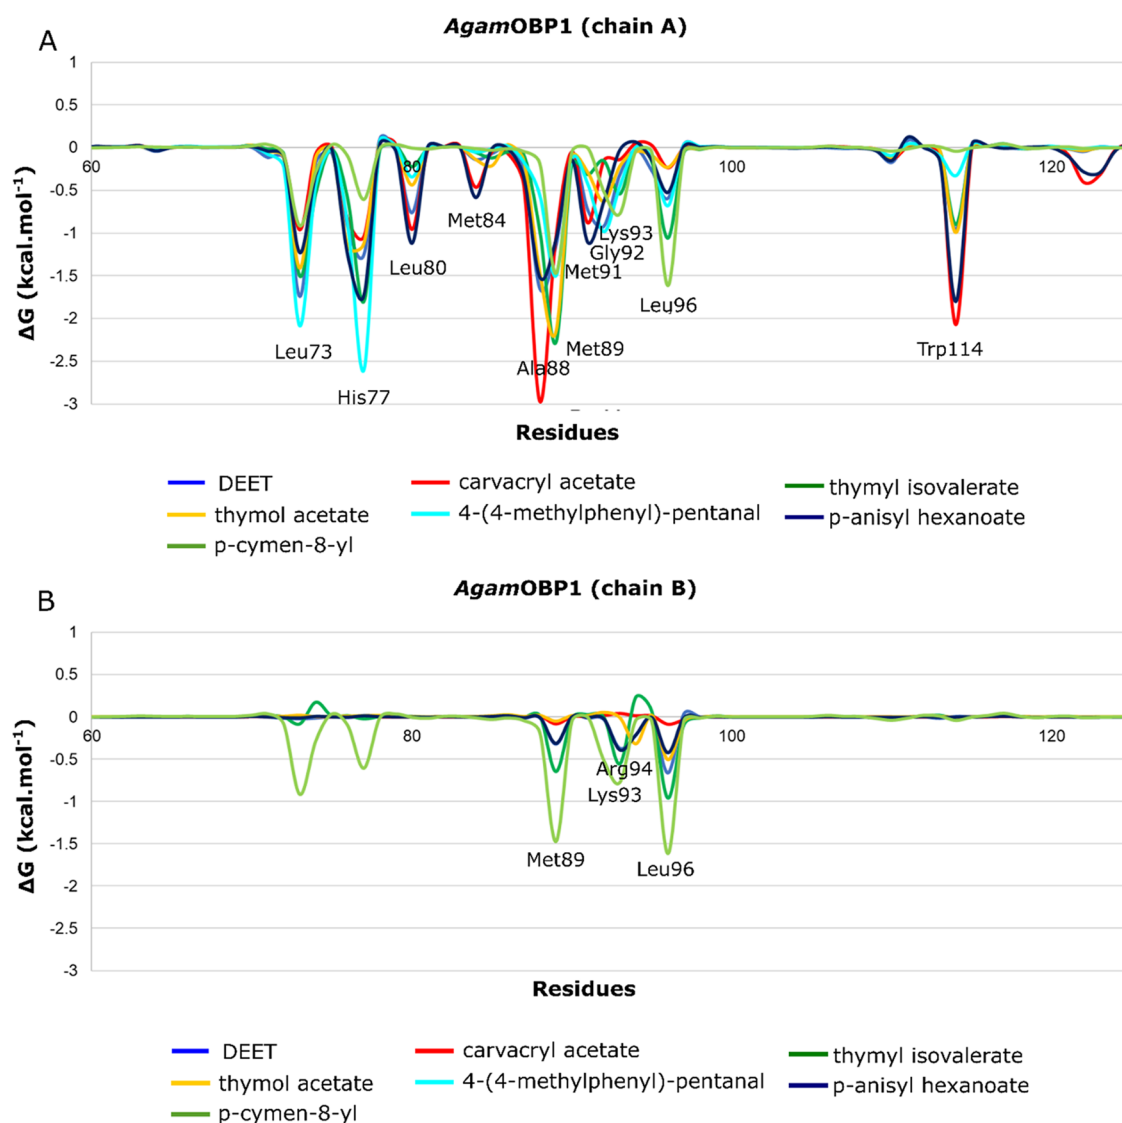 A
AgamOBP1 (chain A)
1
0.5
0
-0.5
-1
-1.5
-2
-2.5
-3
60
80
100
120
ΔG (kcal.mol⁻¹)
Leu73
His77
Leu80
Met84
Ala88
Met89
Met91
Gly92
Lys93
Leu96
Trp114
Residues
DEET
carvacryl acetate
thymyl isovalerate
thymol acetate
4-(4-methylphenyl)-pentanal
p-anisyl hexanoate
p-cymen-8-yl
B
AgamOBP1 (chain B)
1
0.5
0
-0.5
-1
-1.5
-2
-2.5
-3
60
80
100
120
ΔG (kcal.mol⁻¹)
Arg94
Lys93
Met89
Leu96
Residues
DEET
carvacryl acetate
thymyl isovalerate
thymol acetate
4-(4-methylphenyl)-pentanal
p-anisyl hexanoate
p-cymen-8-yl